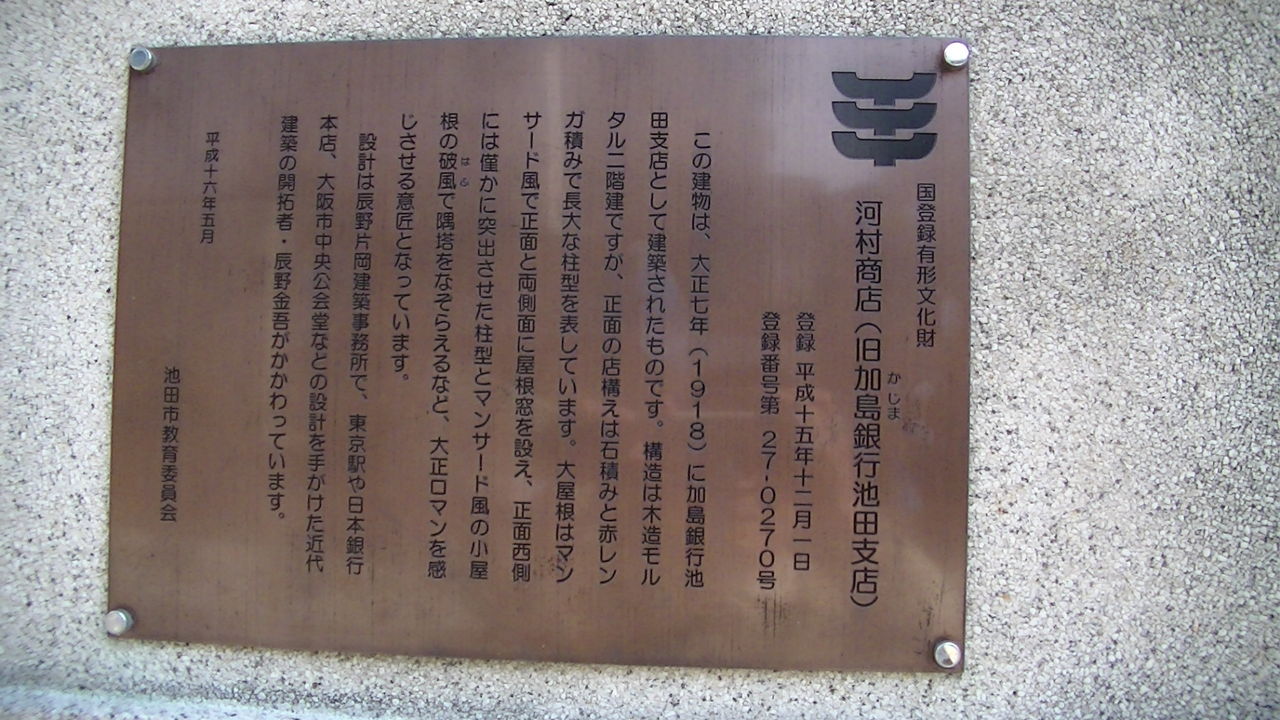 国登録有形文化財
河村商店（旧加島銀行池田支店）
かじま
登録 平成十五年十二月一日
登録番号第 27-0270号
この建物は、大正七年（1918）に加島銀行池
田支店として建築されたものです。構造は木造モル
タル二階建ですが、正面の店構えは石積みと赤レン
ガ積みで長大な柱型を表しています。大屋根はマン
サード風で正面と両側面に屋根窓を設え、正面西側
には僅かに突出させた柱型とマンサード風の小屋
根の破風で隅塔をなぞらえるなど、大正ロマンを感
はふ
じさせる意匠となっています。
設計は辰野片岡建築事務所で、東京駅や日本銀行
本店、大阪市中央公会堂などの設計を手がけた近代
建築の開拓者・辰野金吾がかかわっています。
平成十六年五月
池田市教育委員会